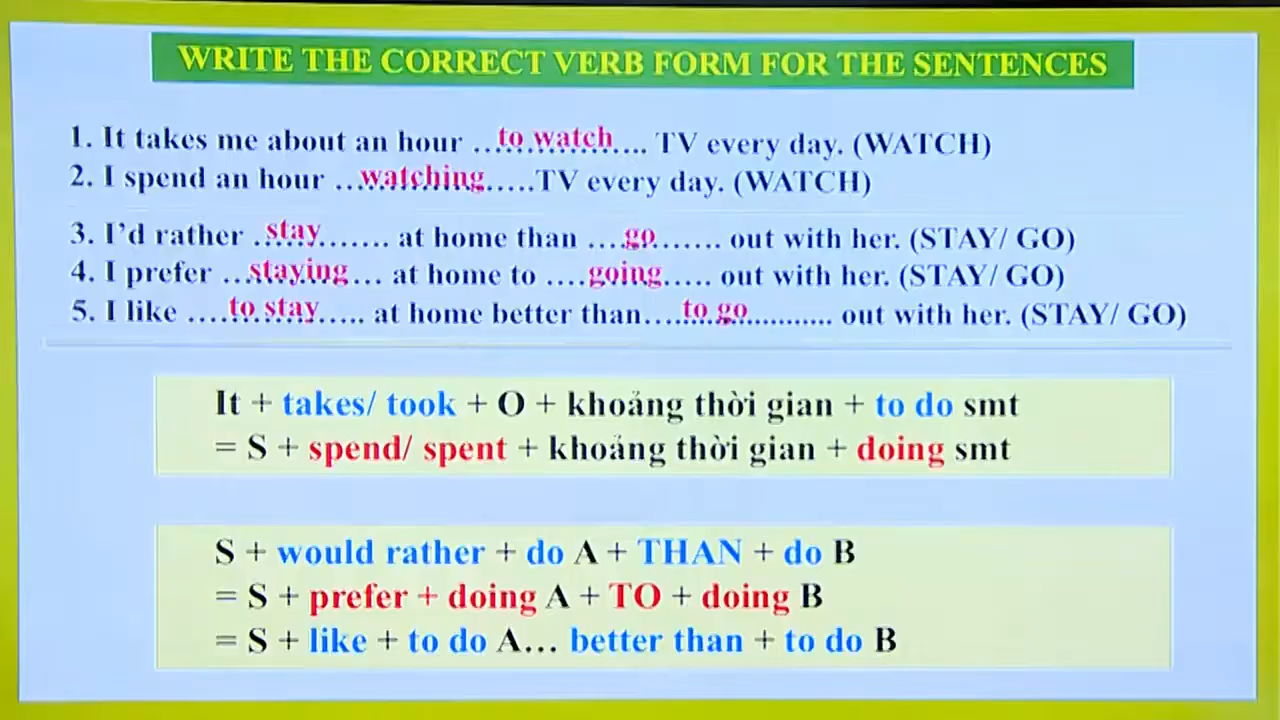 WRITE THE CORRECT VERB FORM FOR THE SENTENCES
1. It takes me about an hour ...to watch... TV every day. (WATCH)
2. I spend an hour ...watching.....TV every day. (WATCH)
3. I’d rather .stay....... at home than ....go....... out with her. (STAY/ GO)
4. I prefer ...staying... at home to ....going..... out with her. (STAY/ GO)
5. I like ....to stay..... at home better than....to go.......... out with her. (STAY/ GO)
It + takes/ took + O + khoảng thời gian + to do smt
= S + spend/ spent + khoảng thời gian + doing smt
S + would rather + do A + THAN + do B
= S + prefer + doing A + TO + doing B
= S + like + to do A... better than + to do B